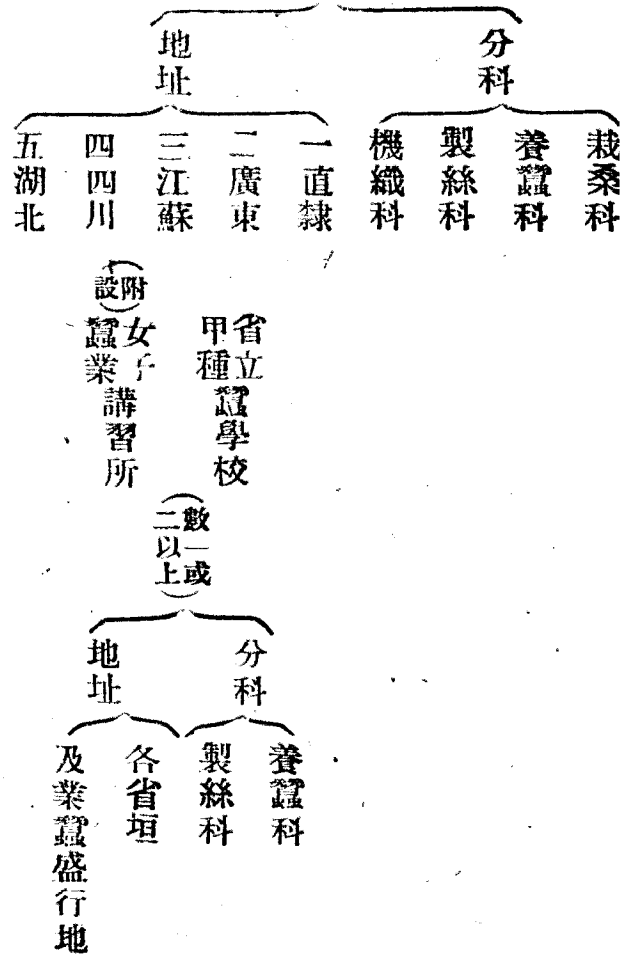 分科
栽桑科
養蠶科
製絲科
機織科
地址
一直隸
二廣東
三江蘇
四四川
五湖北
省立
甲種
蠶學校
(附設)
女子
蠶業
講習所
(數一或
二以上)
分科
養蠶科
製絲科
地址
各省垣
及業蠶盛行地